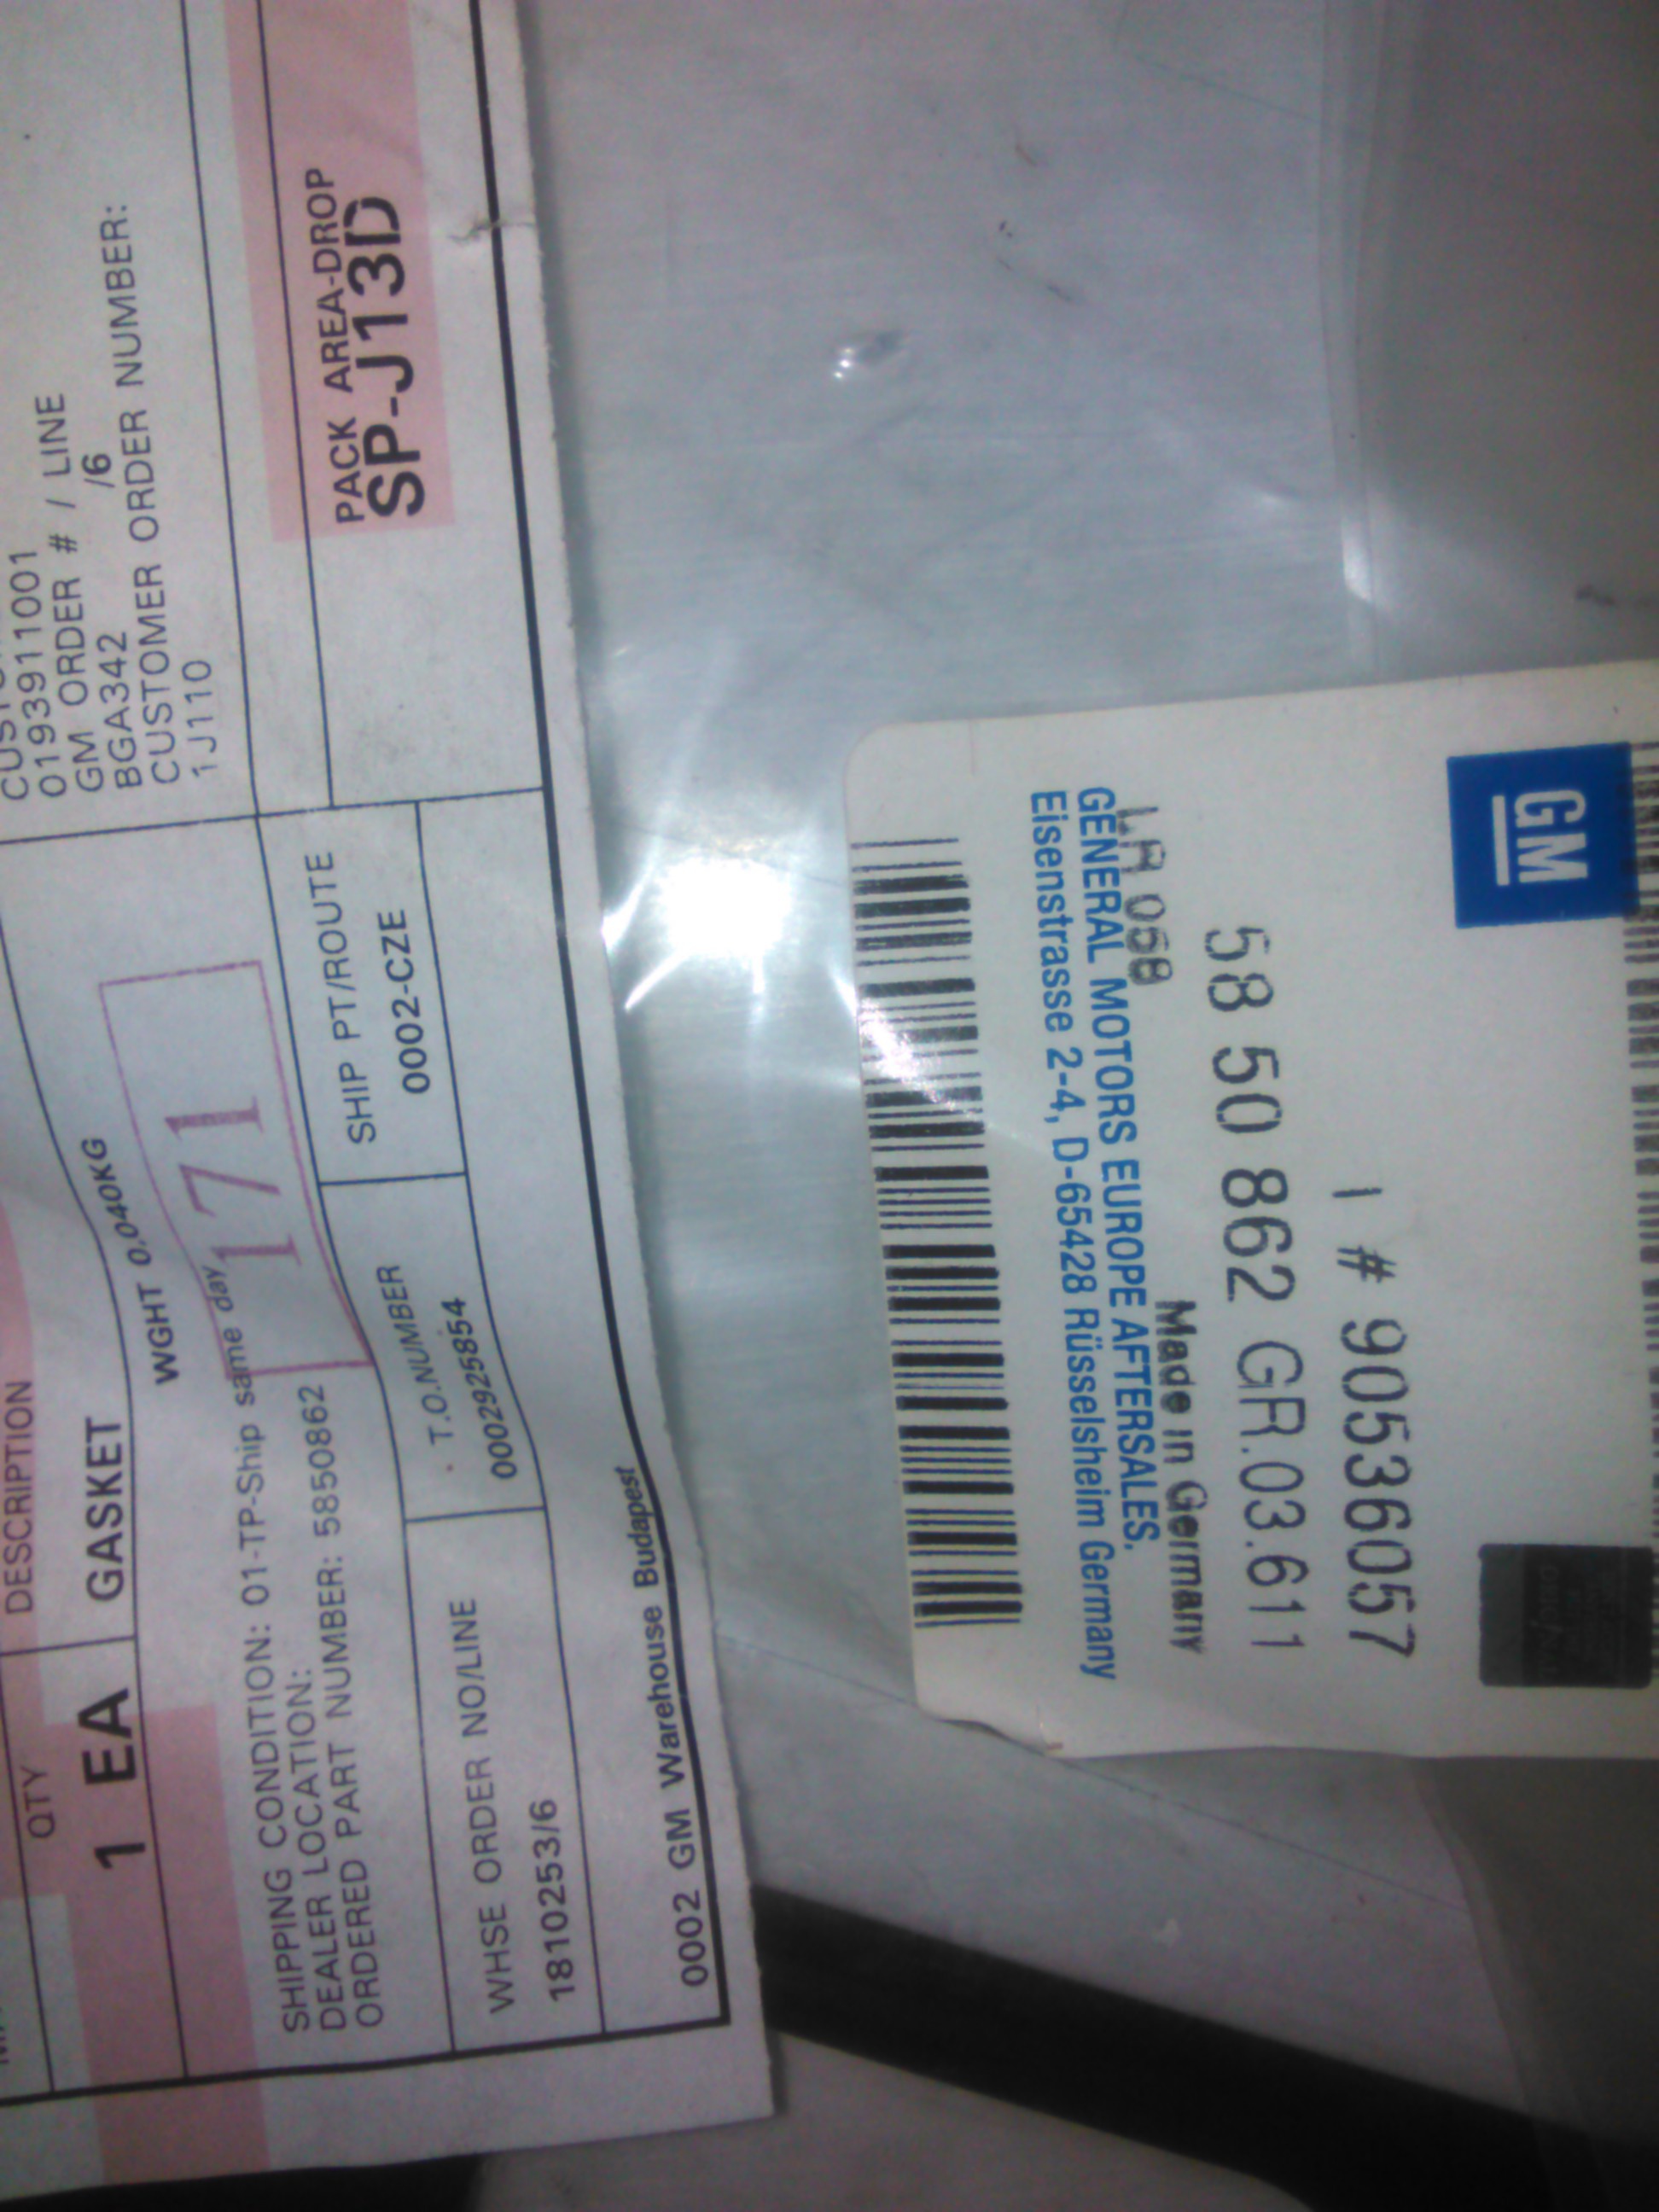 DESCRIPTION
QTY
1 EA
GASKET
WGHT 0.040KG
171
SHIPPING CONDITION: 01-TP-Ship same day
DEALER LOCATION:
ORDERED PART NUMBER: 5850862
0193911001
GM ORDER # / LINE
BGA342 /6
CUSTOMER ORDER NUMBER:
1J110
WHSE ORDER NO/LINE
1810253/6
T.O.NUMBER
0002925854
SHIP PT/ROUTE
0002-CZE
PACK AREA-DROP
SP-J13D
0002 GM Warehouse Budapest
GM
1 # 90536057
58 50 862 GR.03.611
LR 058
Made in Germany
GENERAL MOTORS EUROPE AFTERSALES.
Eisenstrasse 2-4, D-65428 Rüsselsheim Germany